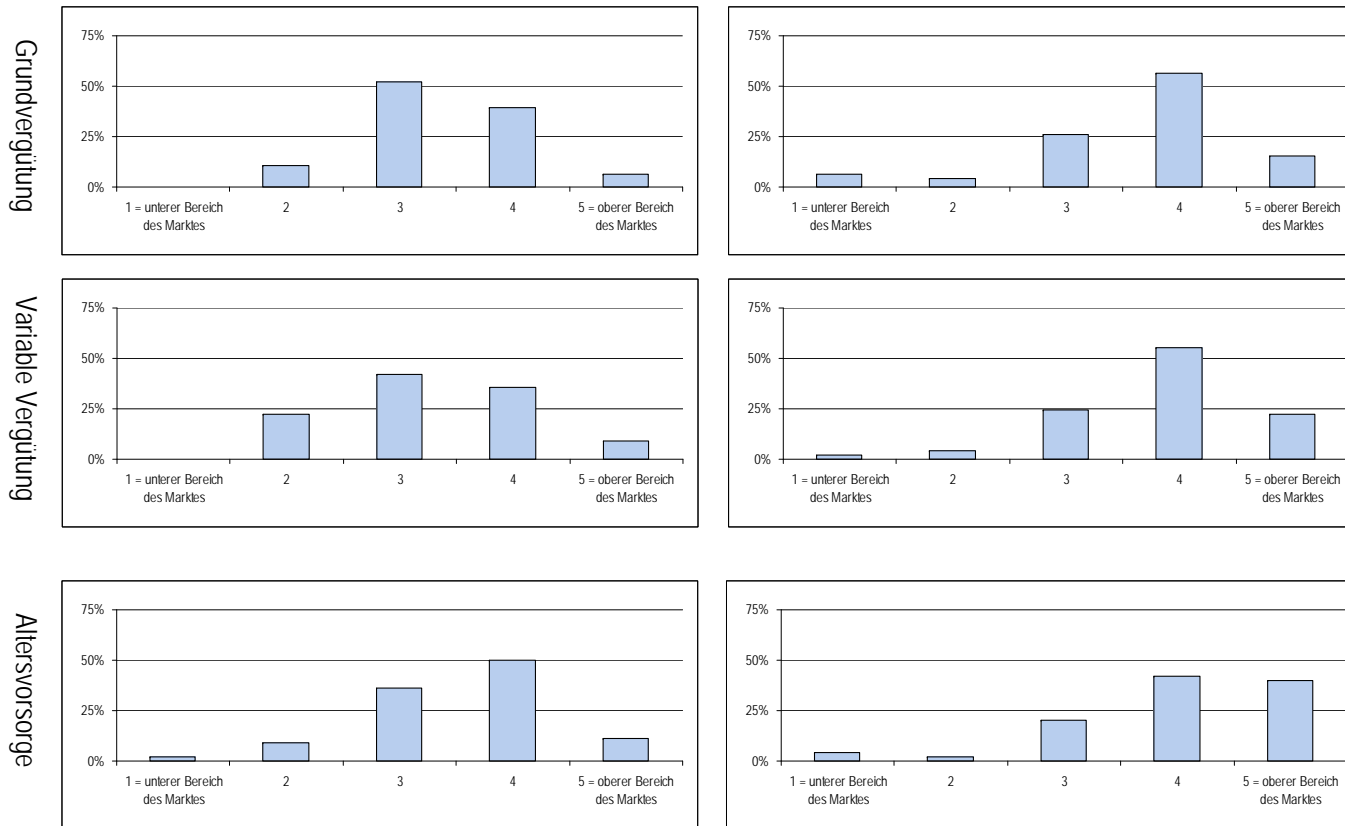 Grundvergütung
75%
50%
25%
0%
1 = unterer Bereich
des Marktes
2
3
4
5 = oberer Bereich
des Marktes
75%
50%
25%
0%
1 = unterer Bereich
des Marktes
2
3
4
5 = oberer Bereich
des Marktes
Variable Vergütung
75%
50%
25%
0%
1 = unterer Bereich
des Marktes
2
3
4
5 = oberer Bereich
des Marktes
75%
50%
25%
0%
1 = unterer Bereich
des Marktes
2
3
4
5 = oberer Bereich
des Marktes
Altersvorsorge
75%
50%
25%
0%
1 = unterer Bereich
des Marktes
2
3
4
5 = oberer Bereich
des Marktes
75%
50%
25%
0%
1 = unterer Bereich
des Marktes
2
3
4
5 = oberer Bereich
des Marktes